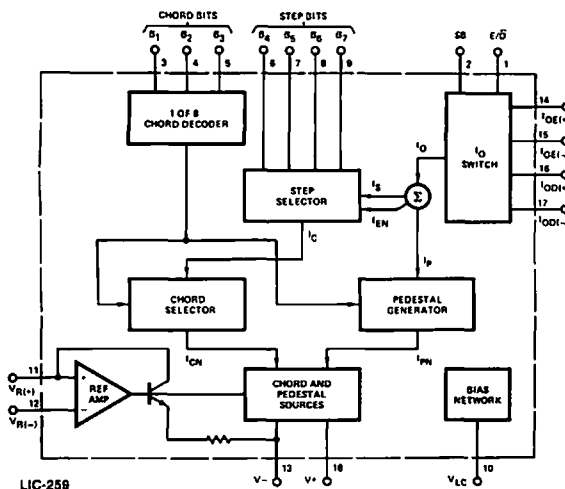 CHORD BITS STEP BITS
B1 B2 B3 B4 B5 B6 B7 SB E/D̅
3 4 5 6 7 8 9 2 1
1 OF 8
CHORD DECODER
IO
SWITCH
14
IOE(+)
15
IOE(−)
16
IOD(+)
17
IOD(−)
IO
STEP
SELECTOR
IS
IEN
Σ
IC
IP
CHORD
SELECTOR
PEDESTAL
GENERATOR
ICN
IPN
11
VR(+)
12
VR(−)
+
−
REF
AMP
CHORD AND
PEDESTAL
SOURCES
BIAS
NETWORK
13 18 10
V− V+ VLC
LIC-259